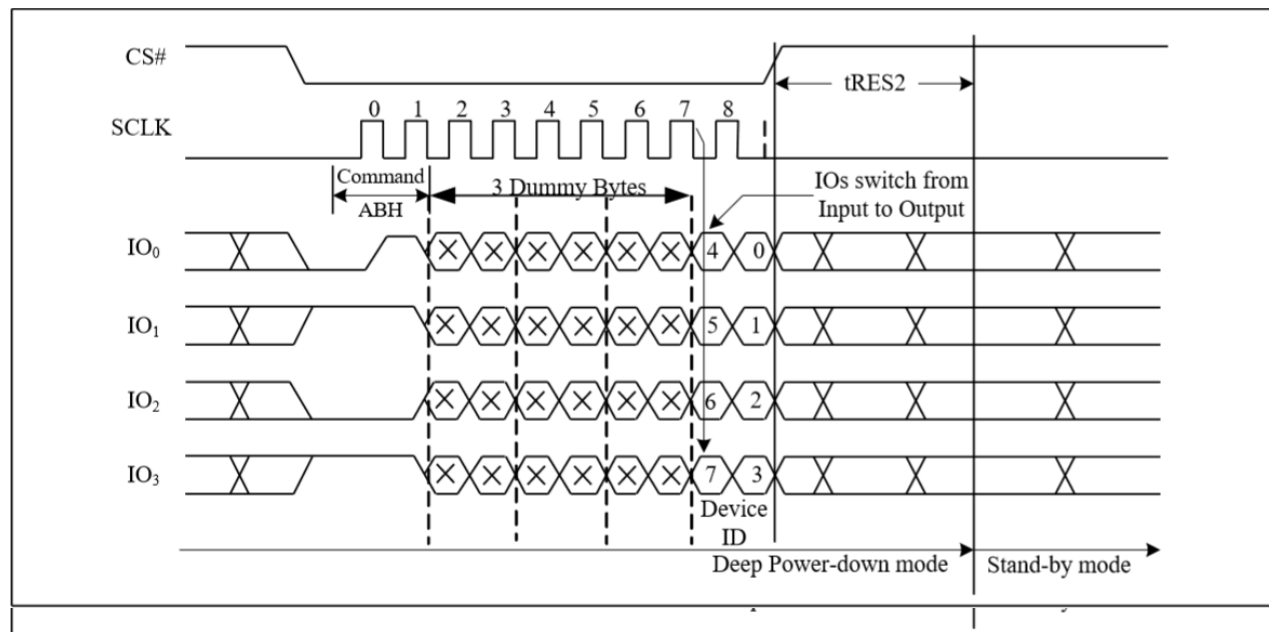 CS#
tRES2
0 1 2 3 4 5 6 7 8
SCLK
Command
ABH
3 Dummy Bytes
IOs switch from
Input to Output
IO₀
4 0
IO₁
5 1
IO₂
6 2
IO₃
7 3
Device
ID
Deep Power-down mode
Stand-by mode